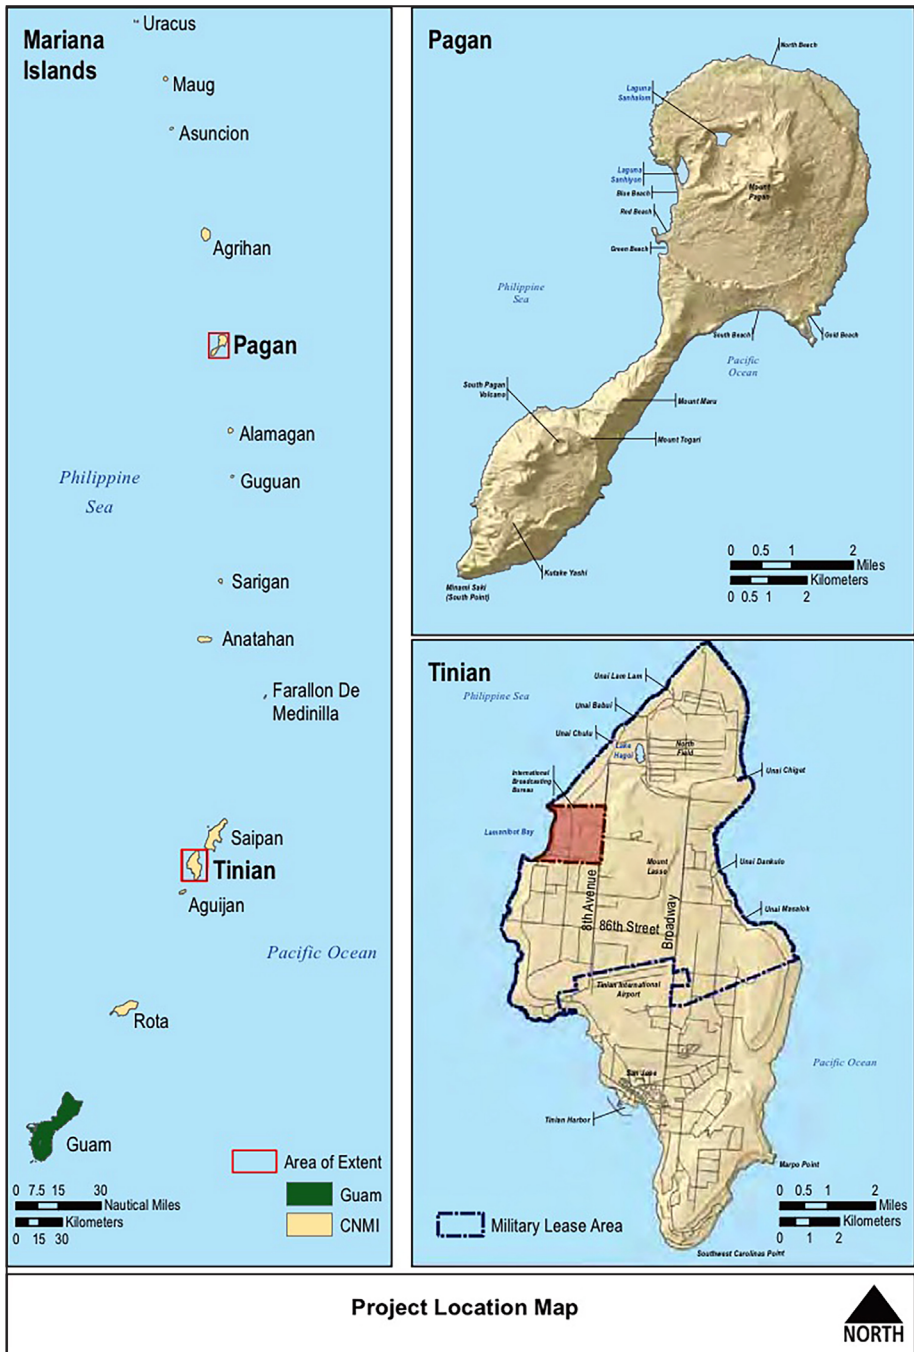 Mariana
Islands
Uracus
Maug
Asuncion
Agrihan
Pagan
Alamagan
Guguan
Philippine
Sea
Sarigan
Anatahan
Farallon De
Medinilla
Saipan
Tinian
Aguijan
Pacific Ocean
Rota
Guam
Area of Extent
Guam
CNMI
0 7.5 15 30
Nautical Miles
Kilometers
0 15 30
Pagan
North Beach
Laguna
Sanhalom
Laguna
Sanhiyon
Blue Beach
Mount
Pagan
Red Beach
Green Beach
Philippine
Sea
South Beach
Gold Beach
Pacific
Ocean
South Pagan
Volcano
Mount Maru
Mount Togari
Kutake Yashi
Minami Saki
(South Point)
0 0.5 1 2
Miles
Kilometers
0 0.5 1 2
Tinian
Philippine Sea
Unai Lam Lam
Unai Babui
Unai Chulu
Lake
Hagoi
North
Field
International
Broadcasting
Bureau
Unai Chiget
Lamanibot Bay
Mount
Lasso
Unai Dankulo
8th Avenue
Broadway
Unai Masalok
86th Street
Tinian International
Airport
Pacific Ocean
San Jose
Tinian Harbor
Marpo Point
0 0.5 1 2
Miles
Kilometers
0 1 2
Military Lease Area
Southwest Carolinas Point
Project Location Map
NORTH